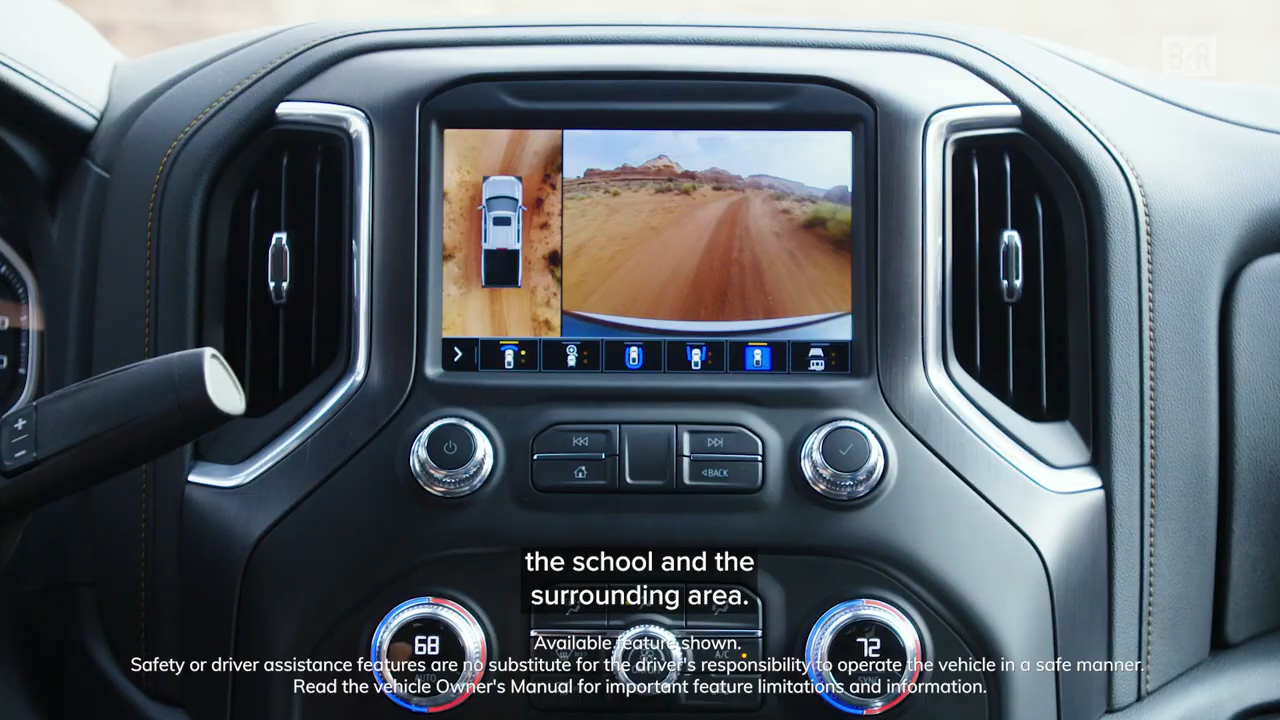 B R
+
−
BACK
the school and the
surrounding area.
68
AUTO
72
SYNC
A/C
Available feature shown.
Safety or driver assistance features are no substitute for the driver's responsibility to operate the vehicle in a safe manner.
Read the vehicle Owner's Manual for important feature limitations and information.